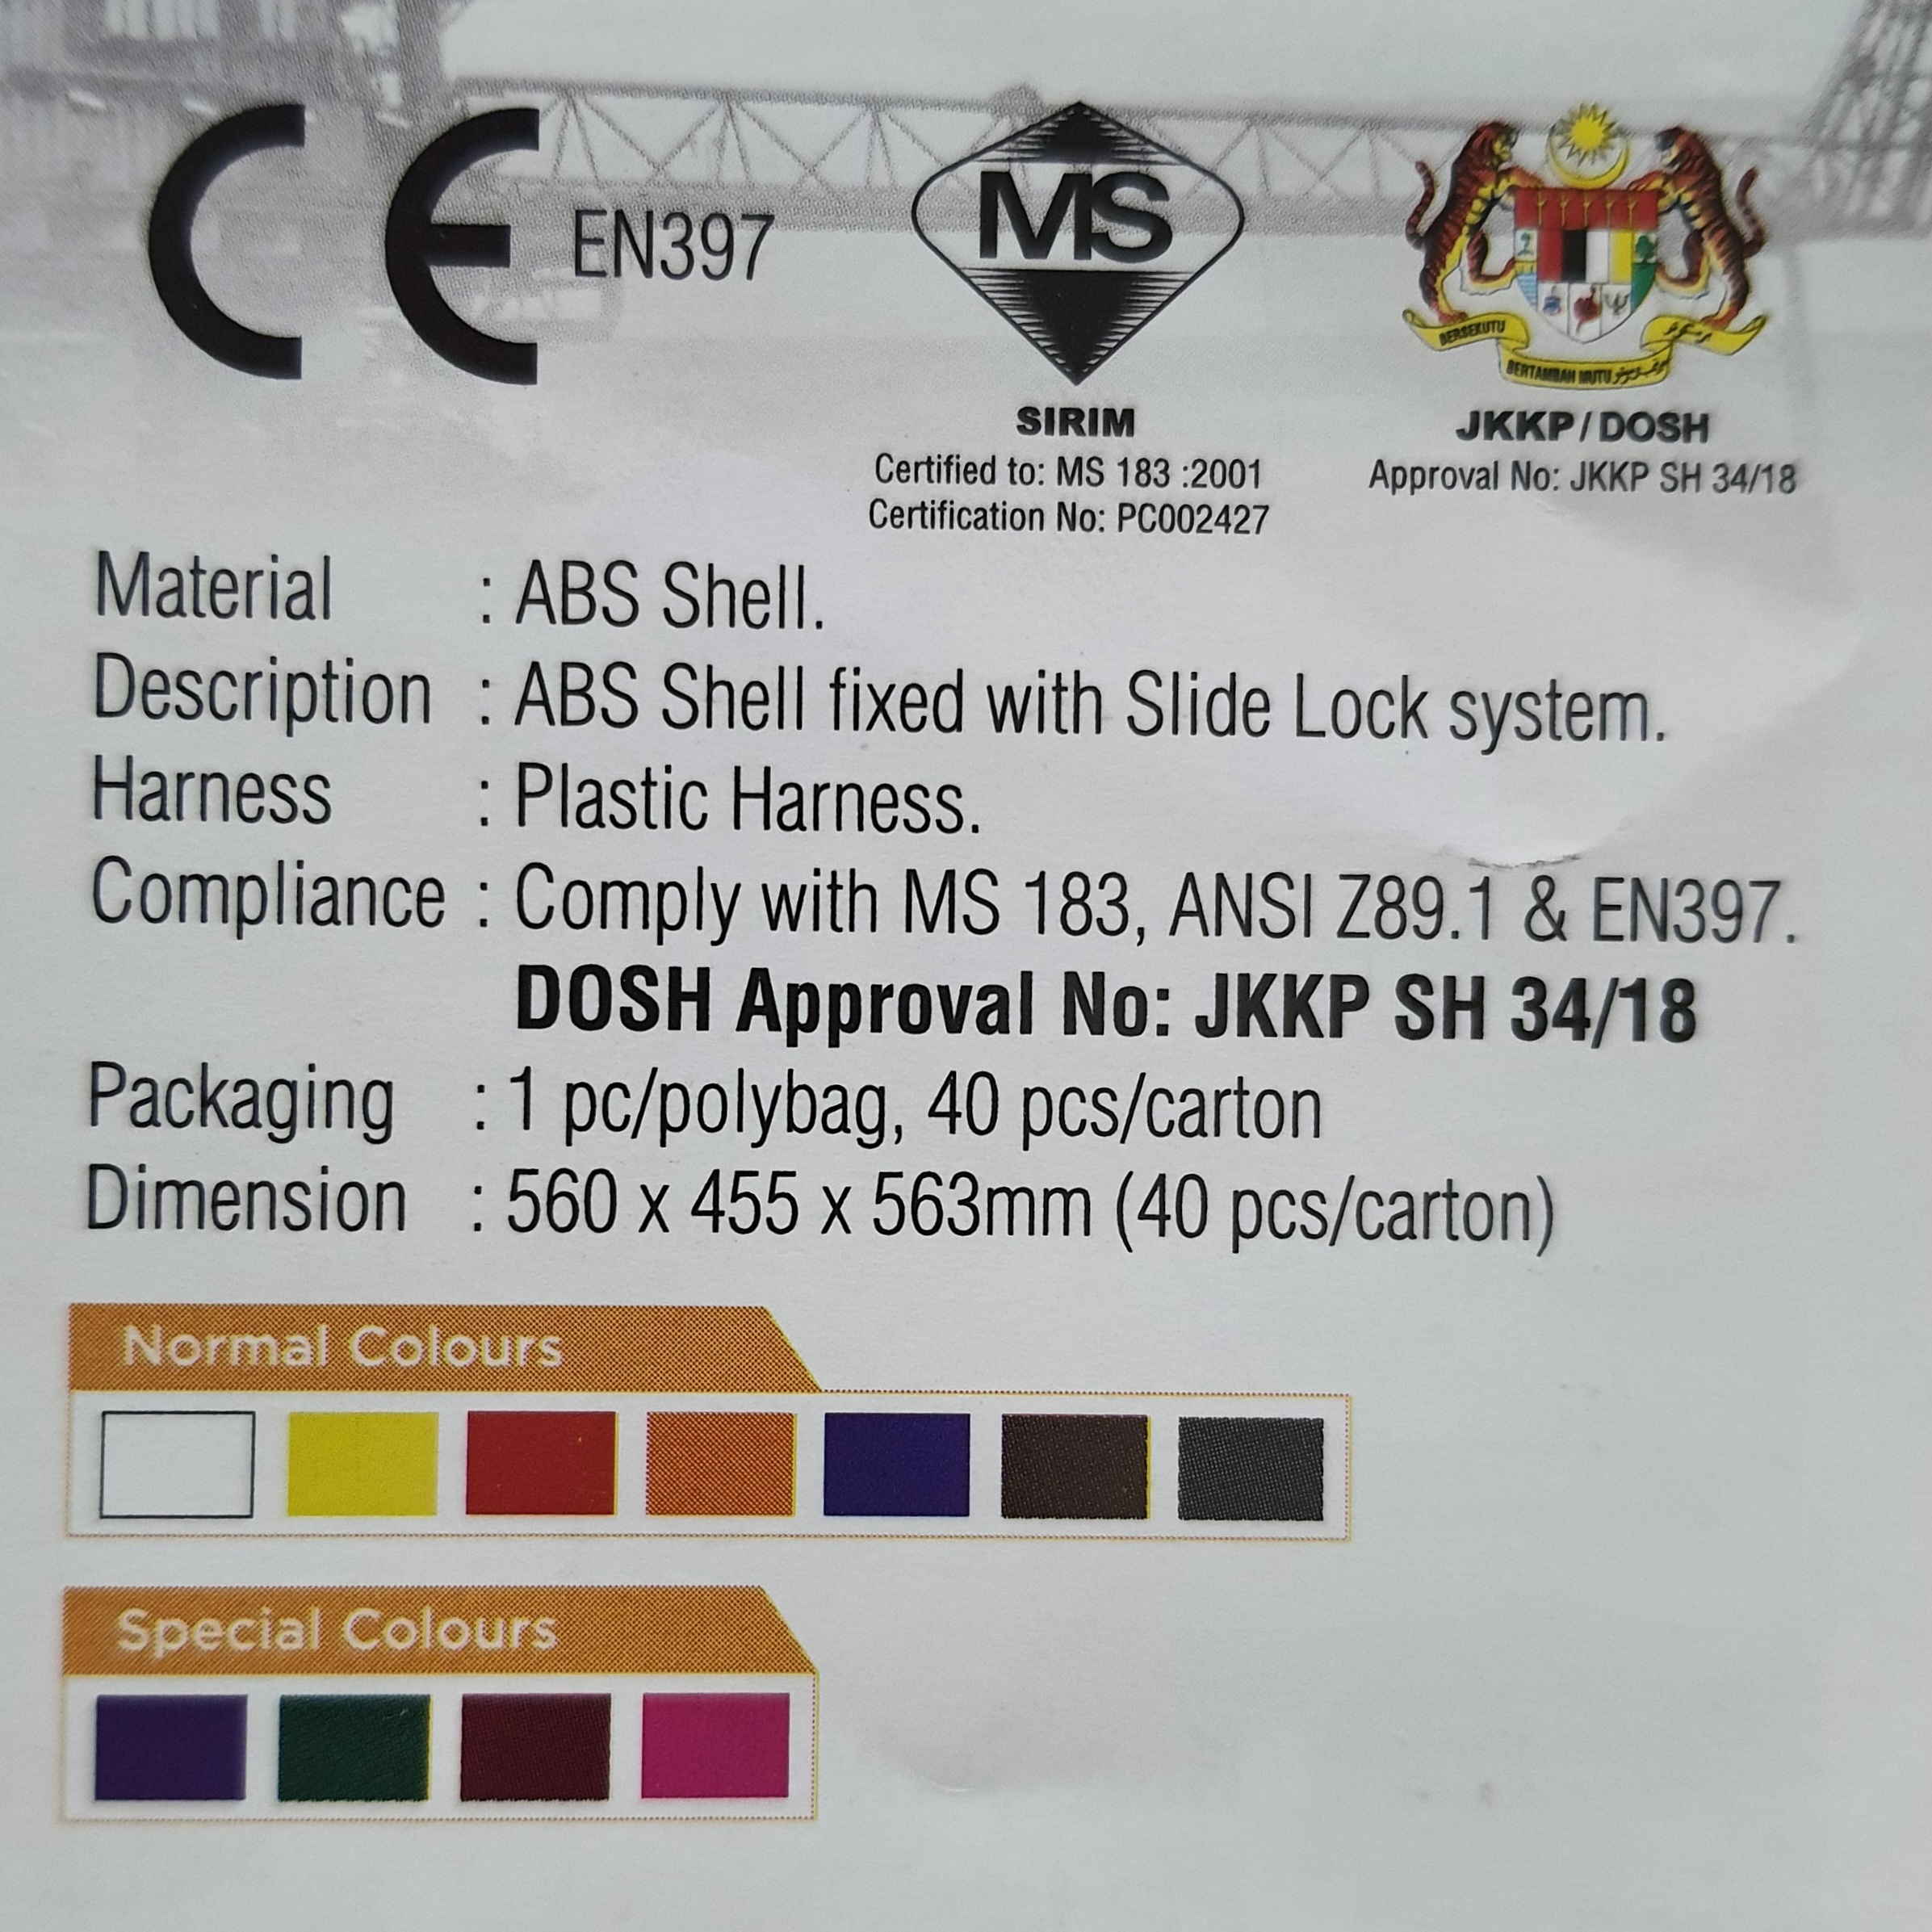 CE EN397
MS
BERSEKUTU
BERTAMBAH MUTU
SIRIM
Certified to: MS 183 :2001
Certification No: PC002427
JKKP/DOSH
Approval No: JKKP SH 34/18
Material : ABS Shell.
Description : ABS Shell fixed with Slide Lock system.
Harness : Plastic Harness.
Compliance : Comply with MS 183, ANSI Z89.1 & EN397.
DOSH Approval No: JKKP SH 34/18
Packaging : 1 pc/polybag, 40 pcs/carton
Dimension : 560 x 455 x 563mm (40 pcs/carton)
Normal Colours
Special Colours